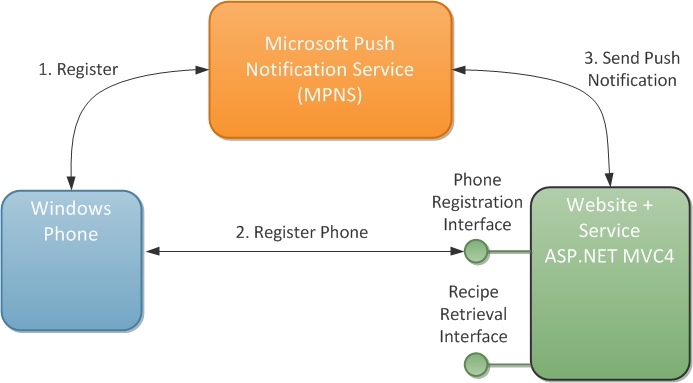 Microsoft Push
Notification Service
(MPNS)
1. Register
3. Send Push
Notification
Windows
Phone
2. Register Phone
Phone
Registration
Interface
Website +
Service
ASP.NET MVC4
Recipe
Retrieval
Interface